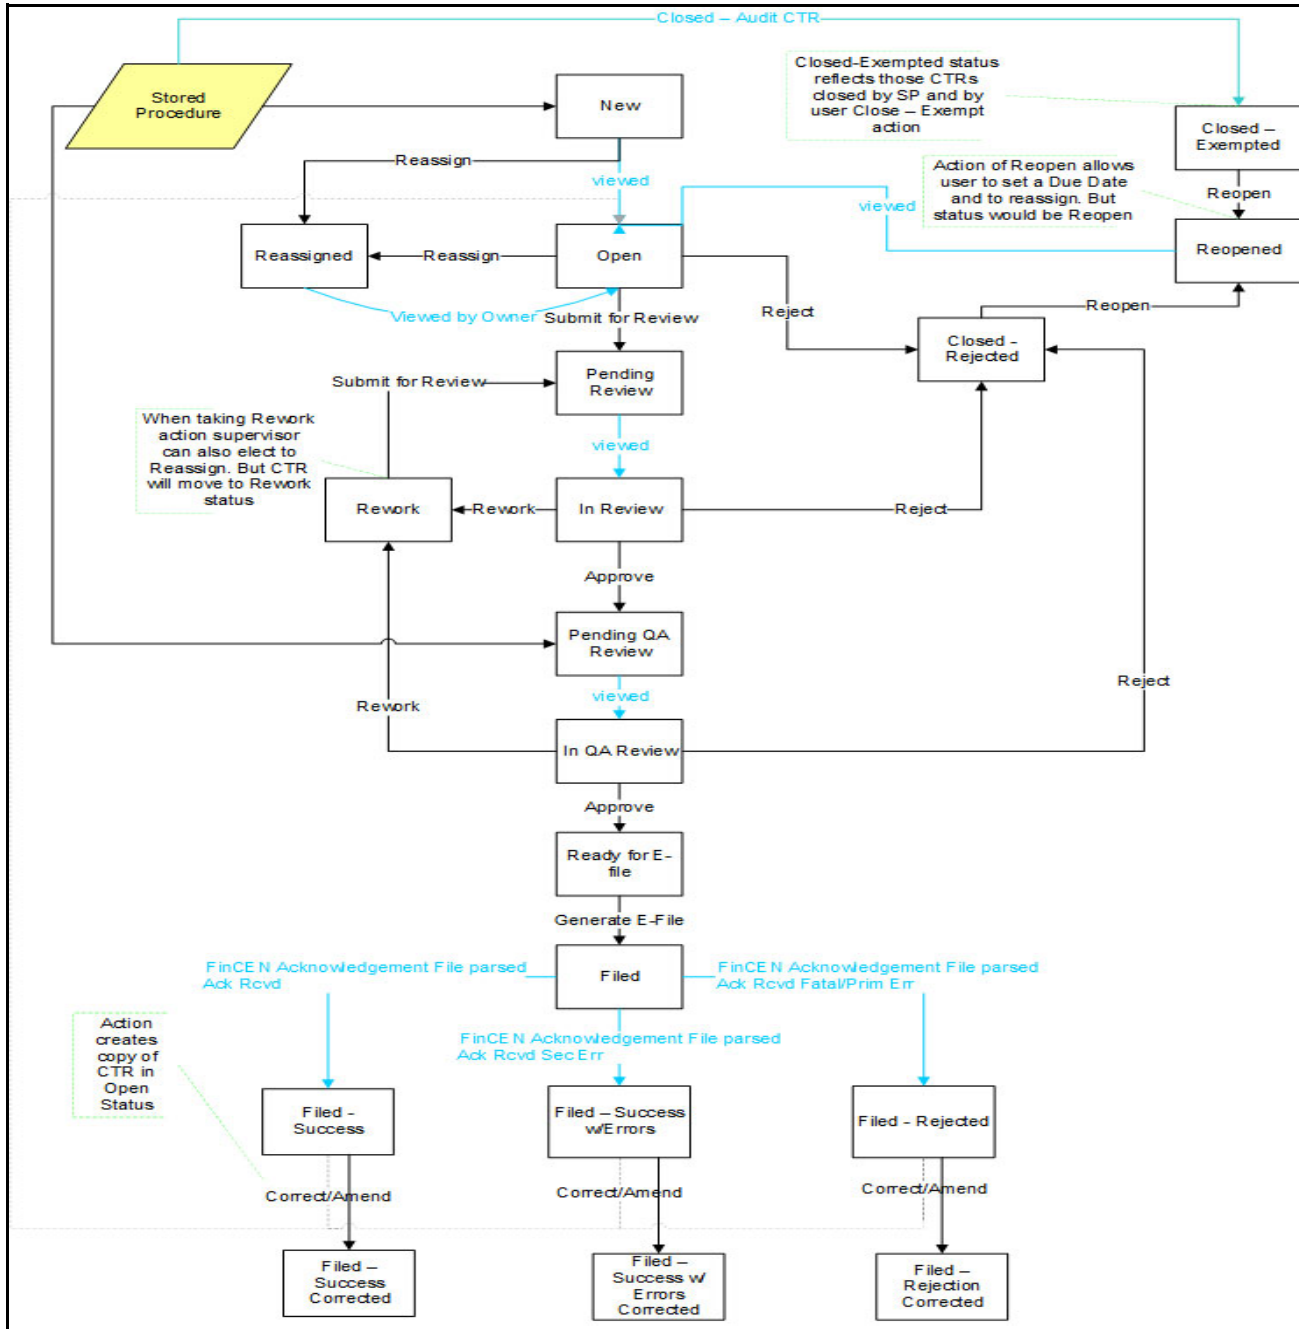 Closed – Audit CTR
Stored
Procedure
New
Closed-Exempted status
reflects those CTRs
closed by SP and by
user Close – Exempt
action
Closed –
Exempted
Reassign
viewed
Action of Reopen allows
user to set a Due Date
and to reassign. But
status would be Reopen
Reopen
viewed
Reassigned
Reassign
Open
Reopened
Viewed by Owner
Submit for Review
Reject
Reopen
Closed -
Rejected
Pending
Review
Submit for Review
When taking Rework
action supervisor
can also elect to
Reassign. But CTR
will move to Rework
status
viewed
Rework
Rework
In Review
Reject
Approve
Pending QA
Review
viewed
Rework
Reject
In QA Review
Approve
Ready for E-
file
Generate E-File
Filed
FinCEN Acknowledgement File parsed
Ack Rcvd
FinCEN Acknowledgement File parsed
Ack Rcvd Fatal/Prim Err
FinCEN Acknowledgement File parsed
Ack Rcvd Sec Err
Action
creates
copy of
CTR in
Open
Status
Filed -
Success
Filed – Success
w/Errors
Filed - Rejected
Correct/Amend
Correct/Amend
Correct/Amend
Filed –
Success
Corrected
Filed –
Success w/
Errors
Corrected
Filed –
Rejection
Corrected